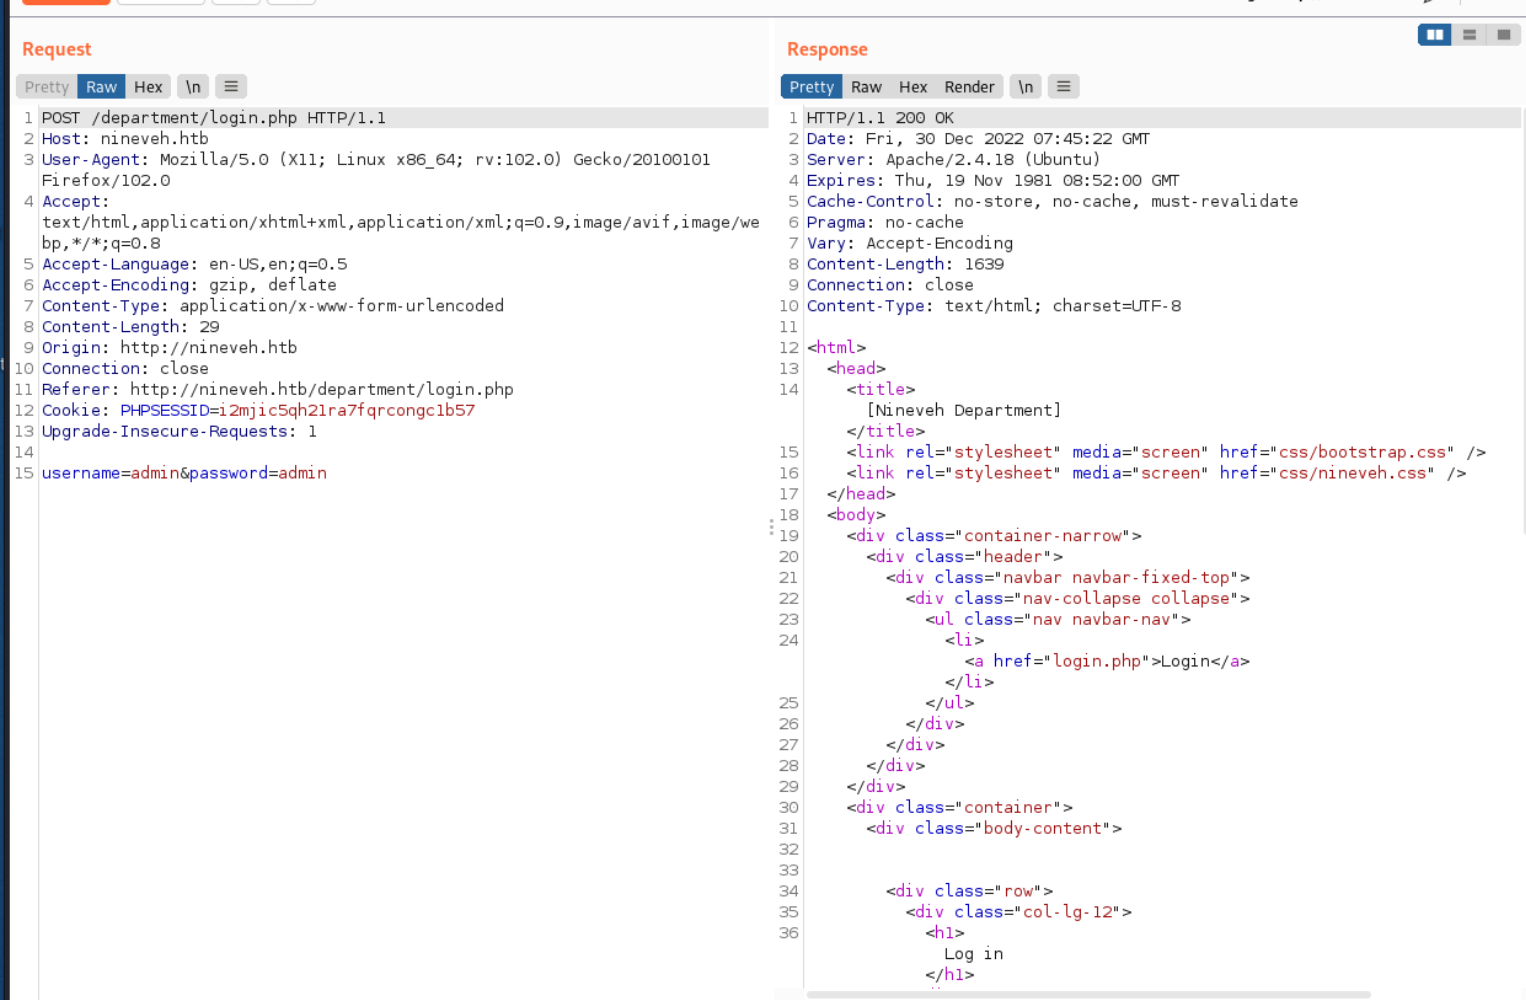 Request
Pretty Raw Hex \n
1 POST /department/login.php HTTP/1.1
2 Host: nineveh.htb
3 User-Agent: Mozilla/5.0 (X11; Linux x86_64; rv:102.0) Gecko/20100101
Firefox/102.0
4 Accept:
text/html,application/xhtml+xml,application/xml;q=0.9,image/avif,image/we
bp,*/*;q=0.8
5 Accept-Language: en-US,en;q=0.5
6 Accept-Encoding: gzip, deflate
7 Content-Type: application/x-www-form-urlencoded
8 Content-Length: 29
9 Origin: http://nineveh.htb
10 Connection: close
11 Referer: http://nineveh.htb/department/login.php
12 Cookie: PHPSESSID=i2mjic5qh21ra7fqrcongc1b57
13 Upgrade-Insecure-Requests: 1
14
15 username=admin&password=admin
Response
Pretty Raw Hex Render \n
1 HTTP/1.1 200 OK
2 Date: Fri, 30 Dec 2022 07:45:22 GMT
3 Server: Apache/2.4.18 (Ubuntu)
4 Expires: Thu, 19 Nov 1981 08:52:00 GMT
5 Cache-Control: no-store, no-cache, must-revalidate
6 Pragma: no-cache
7 Vary: Accept-Encoding
8 Content-Length: 1639
9 Connection: close
10 Content-Type: text/html; charset=UTF-8
11
12 <html>
13 <head>
14 <title>
[Nineveh Department]
</title>
15 <link rel="stylesheet" media="screen" href="css/bootstrap.css" />
16 <link rel="stylesheet" media="screen" href="css/nineveh.css" />
17 </head>
18 <body>
19 <div class="container-narrow">
20 <div class="header">
21 <div class="navbar navbar-fixed-top">
22 <div class="nav-collapse collapse">
23 <ul class="nav navbar-nav">
24 <li>
<a href="login.php">Login</a>
</li>
25 </ul>
26 </div>
27 </div>
28 </div>
29 </div>
30 <div class="container">
31 <div class="body-content">
32
33
34 <div class="row">
35 <div class="col-lg-12">
36 <h1>
Log in
</h1>